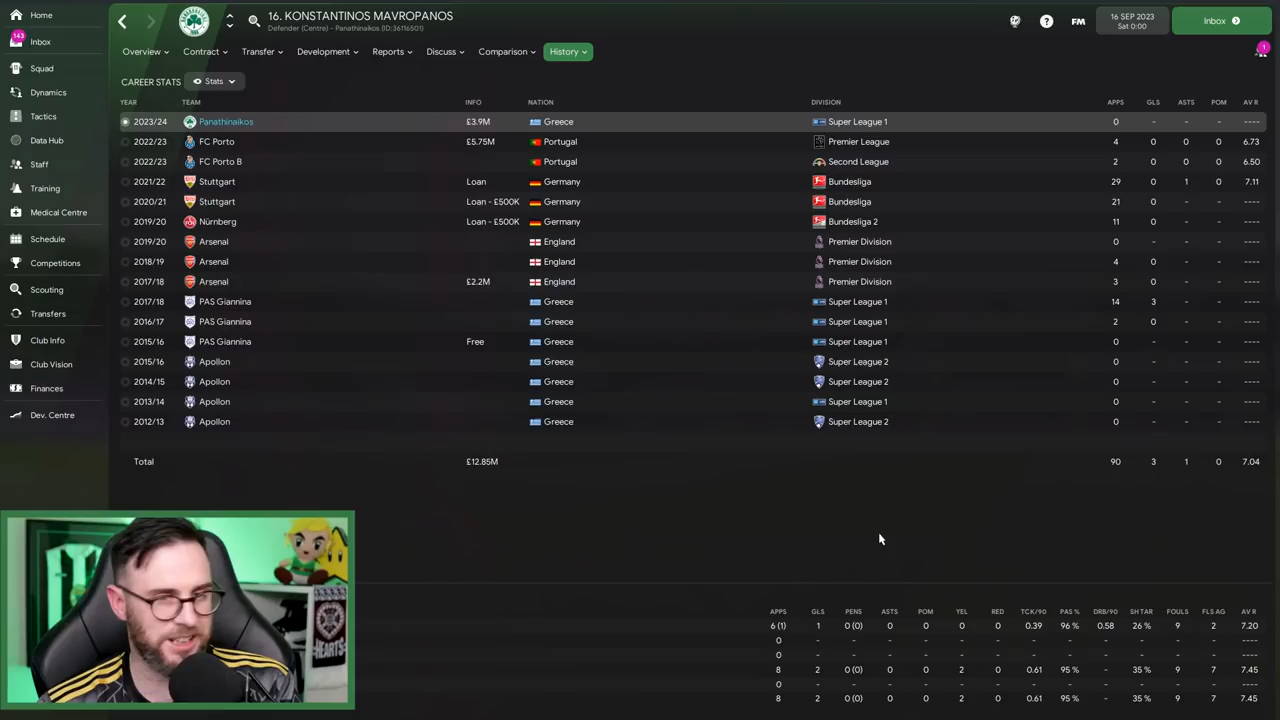 Home
143
Inbox
Squad
Dynamics
Tactics
Data Hub
Staff
Training
Medical Centre
Schedule
Competitions
Scouting
Transfers
Club Info
Club Vision
Finances
Dev. Centre
16. KONSTANTINOS MAVROPANOS
Defender (Centre) - Panathinaikos (ID:36116501)
FM
16 SEP 2023
Sat 0:00
Inbox
Overview Contract Transfer Development Reports Discuss Comparison History
1
CAREER STATS Stats
YEAR TEAM INFO NATION DIVISION APPS GLS ASTS POM AV R
2023/24 Panathinaikos £3.9M Greece Super League 1 0 - - - ----
2022/23 FC Porto £5.75M Portugal Premier League 4 0 0 0 6.73
2022/23 FC Porto B Portugal Second League 2 0 0 0 6.50
2021/22 Stuttgart Loan Germany Bundesliga 29 0 1 0 7.11
2020/21 Stuttgart Loan - £500K Germany Bundesliga 21 0 - - ----
2019/20 Nürnberg Loan - £500K Germany Bundesliga 2 11 0 - - ----
2019/20 Arsenal England Premier Division 0 - - - ----
2018/19 Arsenal England Premier Division 4 0 - - ----
2017/18 Arsenal £2.2M England Premier Division 3 0 - - ----
2017/18 PAS Giannina Greece Super League 1 14 3 - - ----
2016/17 PAS Giannina Greece Super League 1 2 0 - - ----
2015/16 PAS Giannina Free Greece Super League 1 0 - - - ----
2015/16 Apollon Greece Super League 2 0 - - - ----
2014/15 Apollon Greece Super League 2 0 - - - ----
2013/14 Apollon Greece Super League 1 0 - - - ----
2012/13 Apollon Greece Super League 2 0 - - - ----
Total £12.85M 90 3 1 0 7.04
APPS GLS PENS ASTS POM YEL RED TCK/90 PAS % DRB/90 SH TAR FOULS FLS AG AV R
6 (1) 1 0 (0) 0 0 0 0 0.39 96 % 0.58 26 % 9 2 7.20
0 - - - - - - - - - - - - -
0 - - - - - - - - - - - - -
8 2 0 (0) 0 0 2 0 0.61 95 % - 35 % 9 7 7.45
0 - - - - - - - - - - - - -
8 2 0 (0) 0 0 2 0 0.61 95 % - 35 % 9 7 7.45
HEARTS